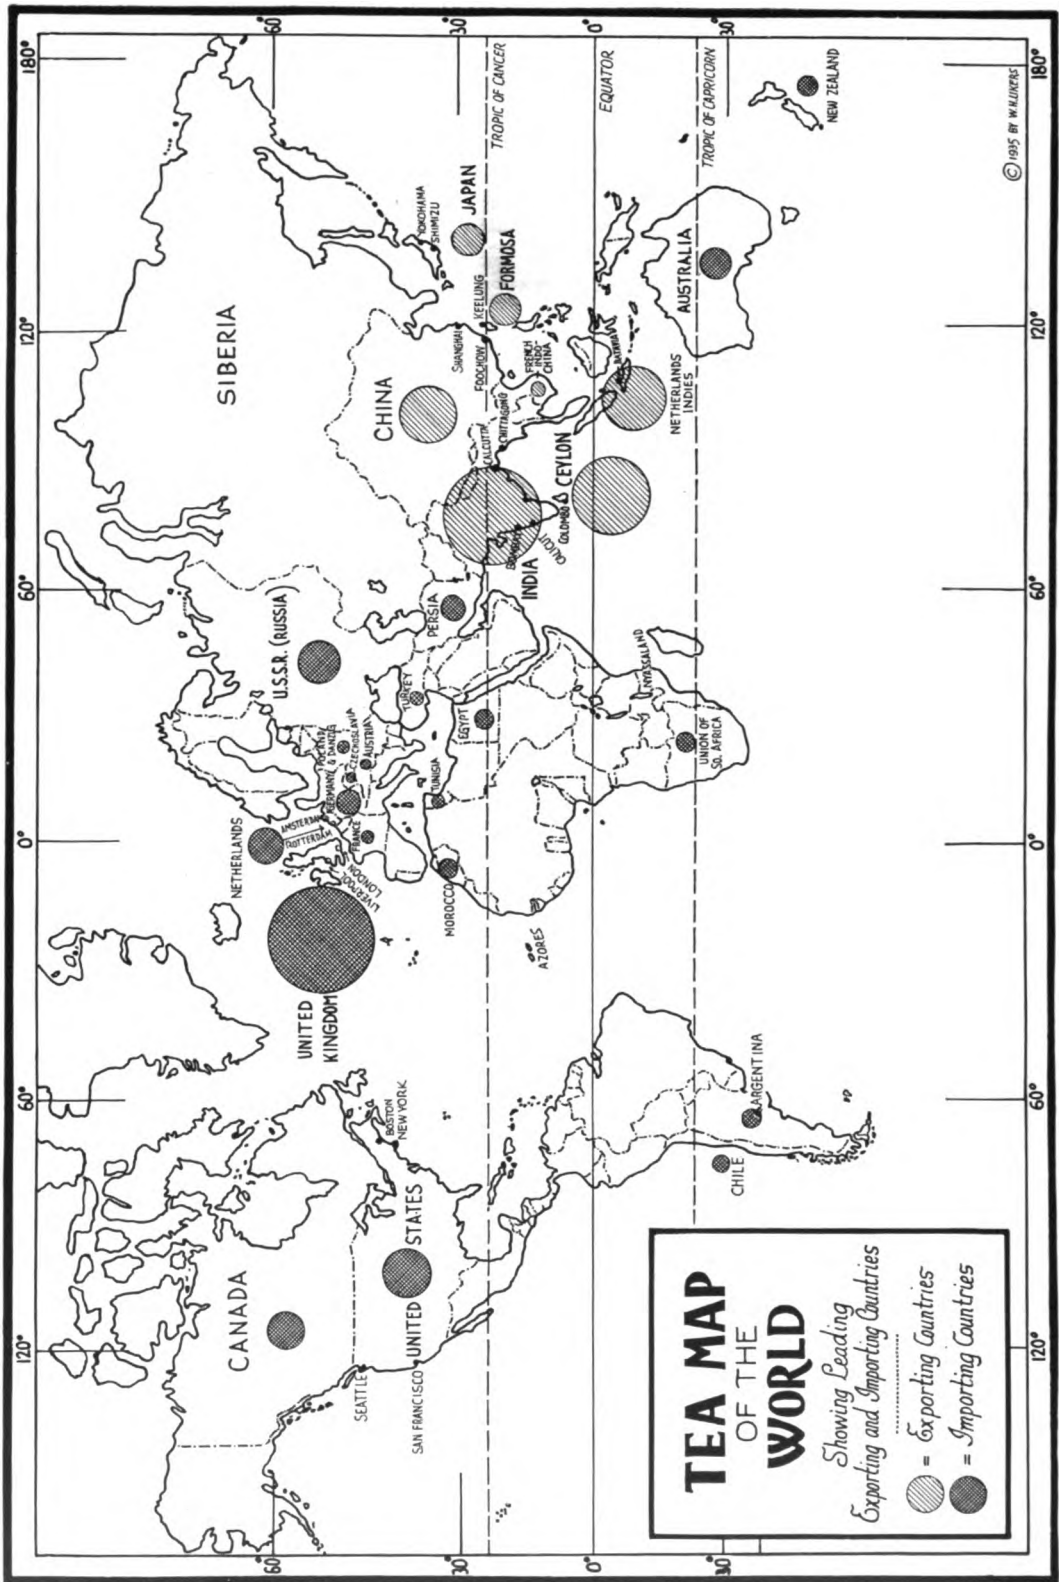 TEA MAP
OF THE
WORLD
Showing Leading
Exporting and Importing Countries
= Exporting Countries
= Importing Countries
120°
60°
0°
60°
120°
180°
60°
30°
0°
30°
60°
30°
0°
30°
120°
60°
0°
60°
120°
180°
CANADA
SEATTLE
SAN FRANCISCO
UNITED STATES
BOSTON
NEW YORK
UNITED
KINGDOM
NETHERLANDS
AMSTERDAM
ROTTERDAM
LIVERPOOL
LONDON
FRANCE
GERMANY
POLAND
& DANZIG
CZECHOSLAVIA
AUSTRIA
U.S.S.R. (RUSSIA)
SIBERIA
TURKEY
PERSIA
TUNISIA
EGYPT
MOROCCO
AZORES
NYASSALAND
UNION OF
SO. AFRICA
INDIA
BOMBAY
CALICUT
CALCUTTA
CHITTAGONG
COLOMBO
CEYLON
CHINA
SHANGHAI
FOOCHOW
KEELUNG
FORMOSA
FRENCH
INDO-
CHINA
YOKOHAMA
SHIMIZU
JAPAN
BATAVIA
NETHERLANDS
INDIES
AUSTRALIA
NEW ZEALAND
CHILE
ARGENTINA
TROPIC OF CANCER
EQUATOR
TROPIC OF CAPRICORN
© 1935 BY W.H.UKERS